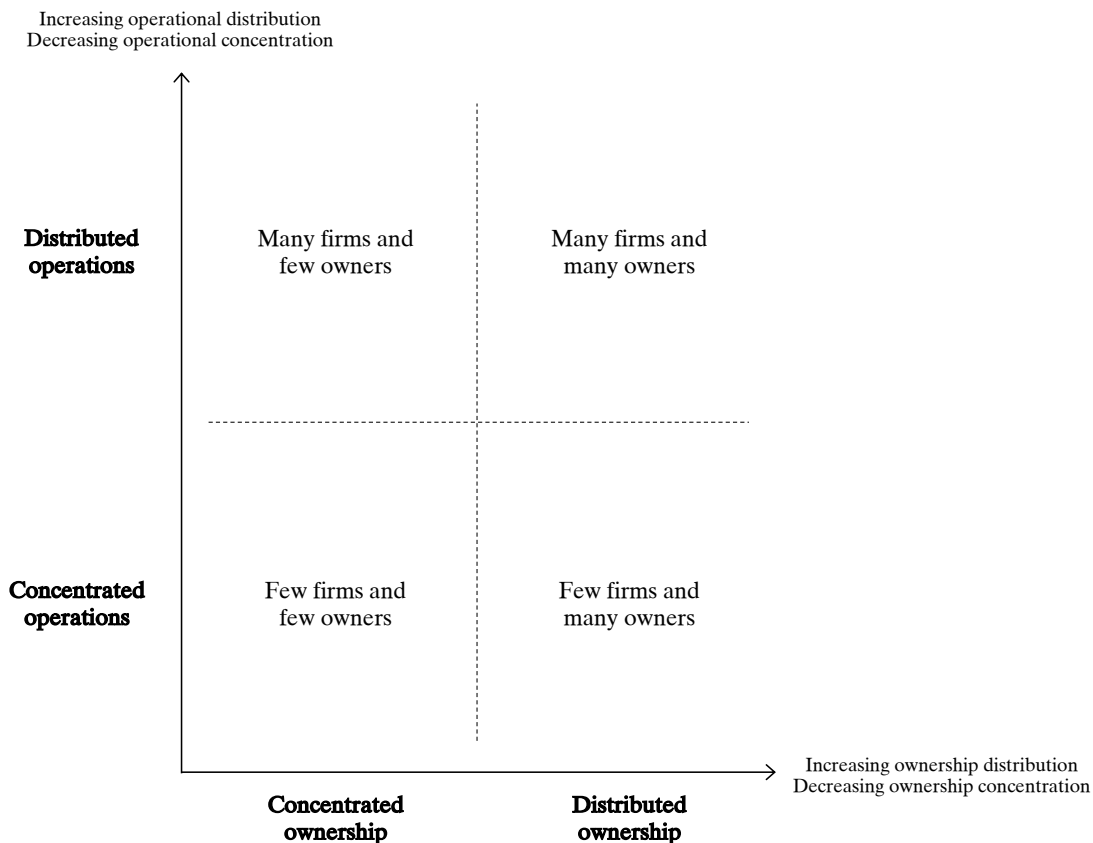 Increasing operational distribution
Decreasing operational concentration
Distributed
operations
Many firms and
few owners
Many firms and
many owners
Concentrated
operations
Few firms and
few owners
Few firms and
many owners
Increasing ownership distribution
Decreasing ownership concentration
Concentrated
ownership
Distributed
ownership